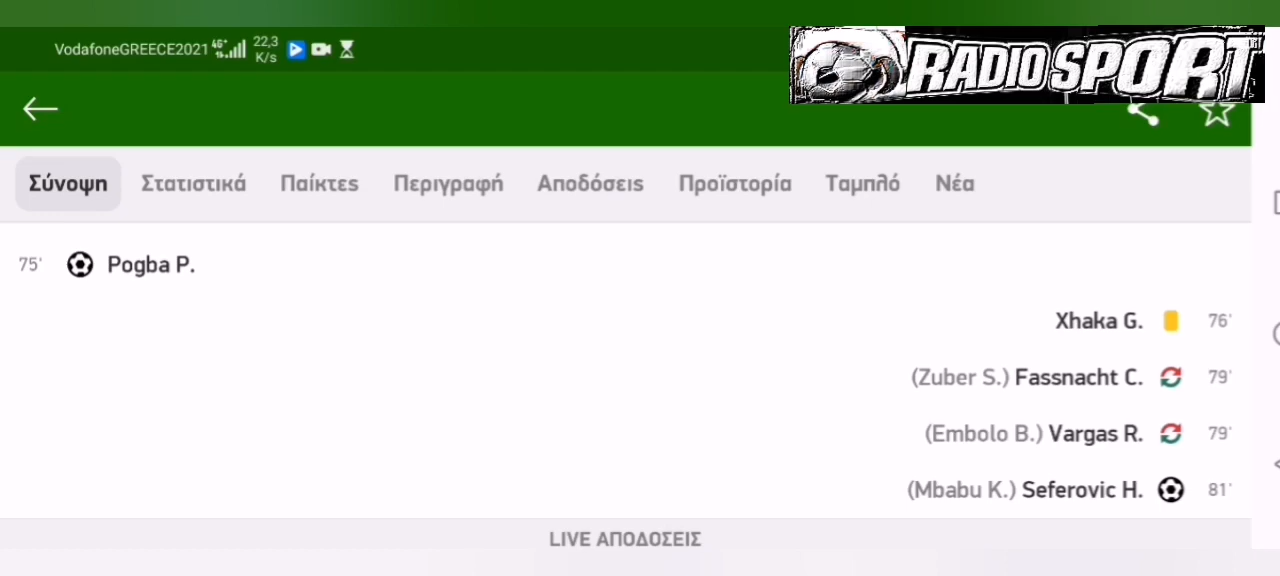 VodafoneGREECE2021 4G+ 22,3 K/s
RADIO SPORT
Σύνοψη Στατιστικά Παίκτες Περιγραφή Αποδόσεις Προϊστορία Ταμπλό Νέα
75' Pogba P.
Xhaka G. 76'
(Zuber S.) Fassnacht C. 79'
(Embolo B.) Vargas R. 79'
(Mbabu K.) Seferovic H. 81'
LIVE ΑΠΟΔΟΣΕΙΣ